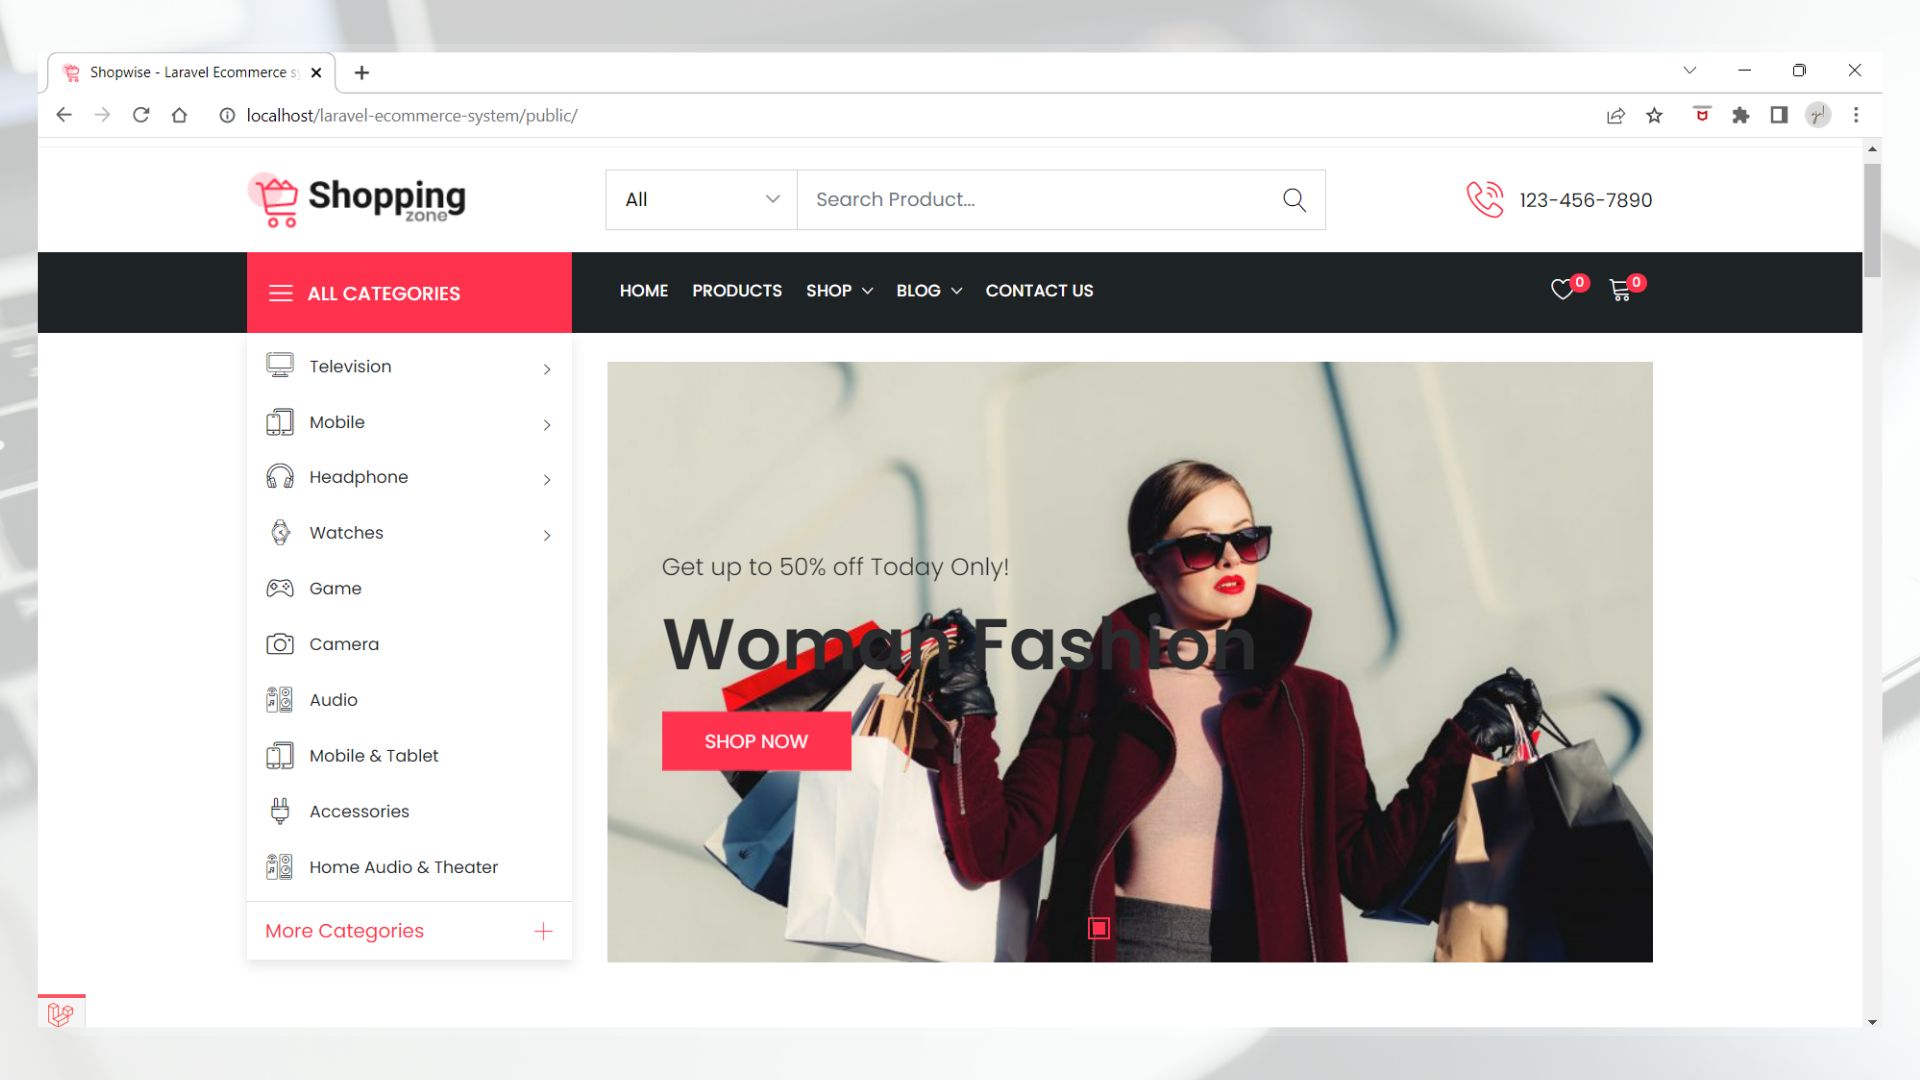 Shopwise - Laravel Ecommerce s
localhost/laravel-ecommerce-system/public/
Shopping
zone
All
Search Product...
123-456-7890
ALL CATEGORIES
HOME
PRODUCTS
SHOP
BLOG
CONTACT US
0
0
Television
Mobile
Headphone
Watches
Game
Camera
Audio
Mobile & Tablet
Accessories
Home Audio & Theater
More Categories
Get up to 50% off Today Only!
Woman Fashion
SHOP NOW